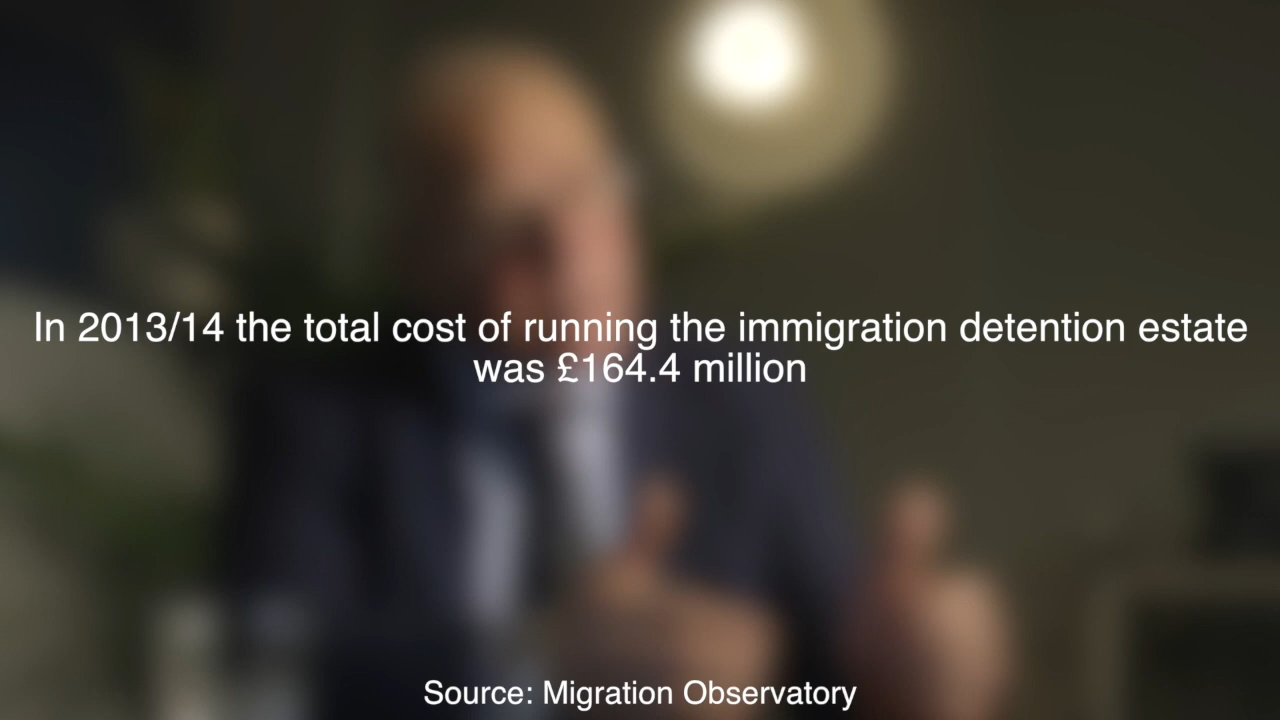 In 2013/14 the total cost of running the immigration detention estate
was £164.4 million
Source: Migration Observatory